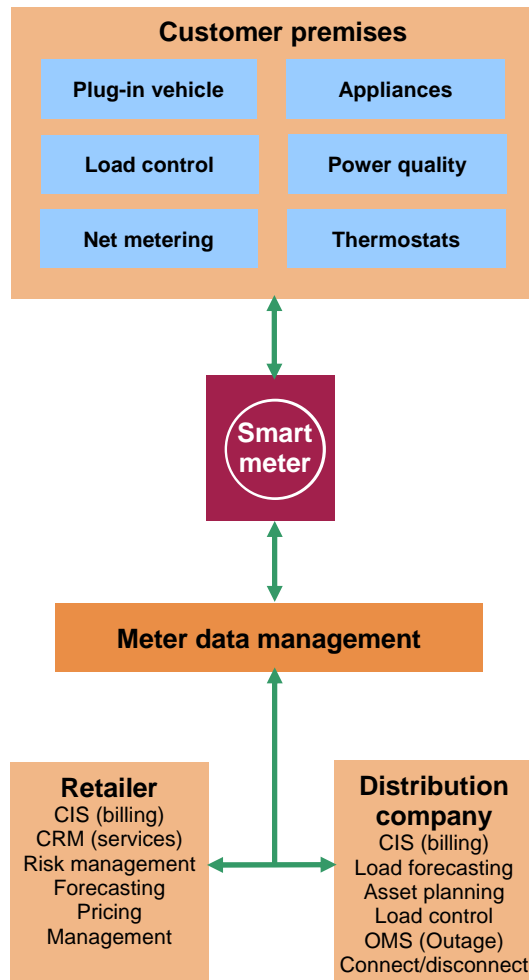 Customer premises
Plug-in vehicle
Appliances
Load control
Power quality
Net metering
Thermostats
Smart
meter
Meter data management
Retailer
CIS (billing)
CRM (services)
Risk management
Forecasting
Pricing
Management
Distribution
company
CIS (billing)
Load forecasting
Asset planning
Load control
OMS (Outage)
Connect/disconnect